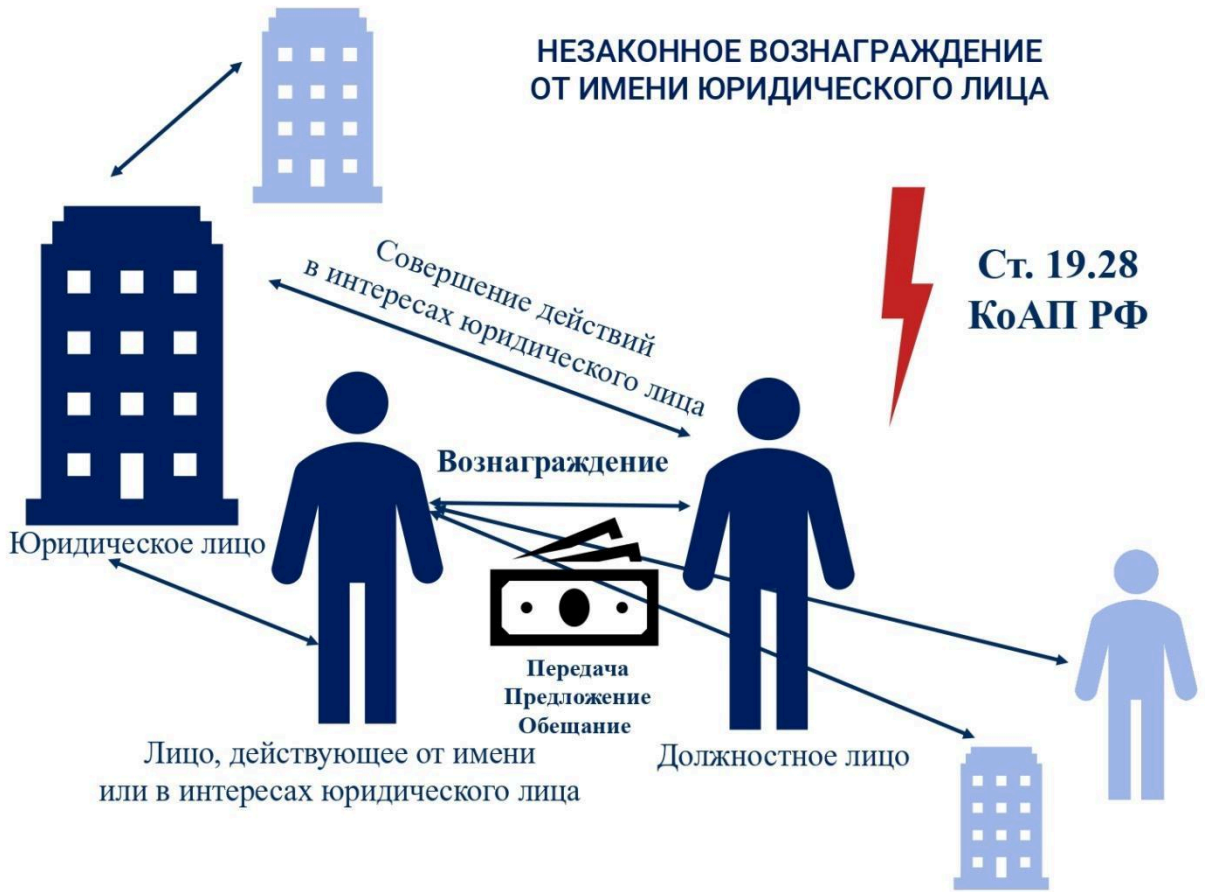 НЕЗАКОННОЕ ВОЗНАГРАЖДЕНИЕ
ОТ ИМЕНИ ЮРИДИЧЕСКОГО ЛИЦА
Ст. 19.28
КоАП РФ
Совершение действий
в интересах юридического лица
Вознаграждение
Юридическое лицо
Передача
Предложение
Обещание
Лицо, действующее от имени
или в интересах юридического лица
Должностное лицо